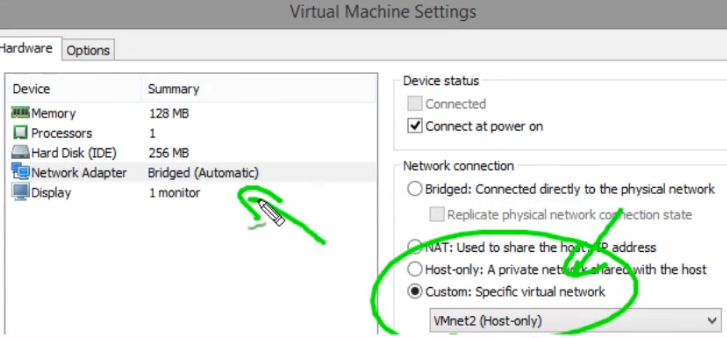 Virtual Machine Settings
Hardware Options
Device Summary
Memory 128 MB
Processors 1
Hard Disk (IDE) 256 MB
Network Adapter Bridged (Automatic)
Display 1 monitor
Device status
Connected
Connect at power on
Network connection
Bridged: Connected directly to the physical network
Replicate physical network connection state
NAT: Used to share the host's IP address
Host-only: A private network shared with the host
Custom: Specific virtual network
VMnet2 (Host-only)